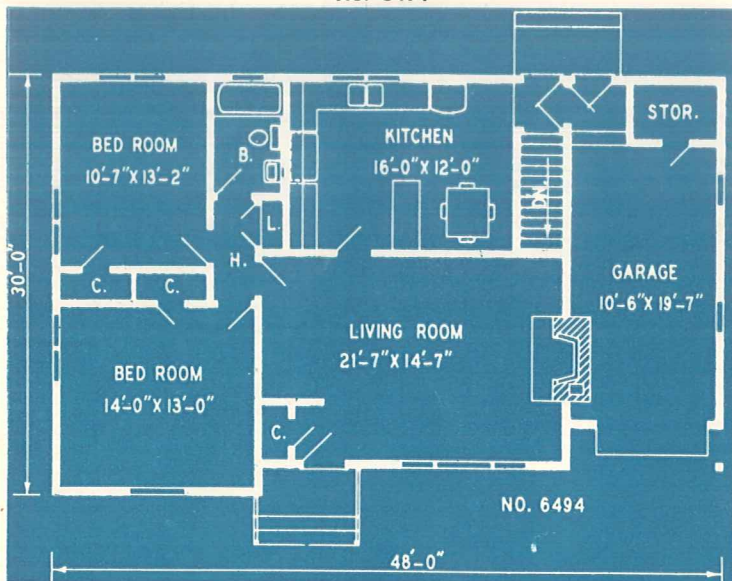 BED ROOM
10'-7" X 13'-2"
B.
KITCHEN
16'-0" X 12'-0"
STOR.
L.
DN.
H.
30'-0"
C.
C.
GARAGE
10'-6" X 19'-7"
LIVING ROOM
21'-7" X 14'-7"
BED ROOM
14'-0" X 13'-0"
C.
NO. 6494
48'-0"